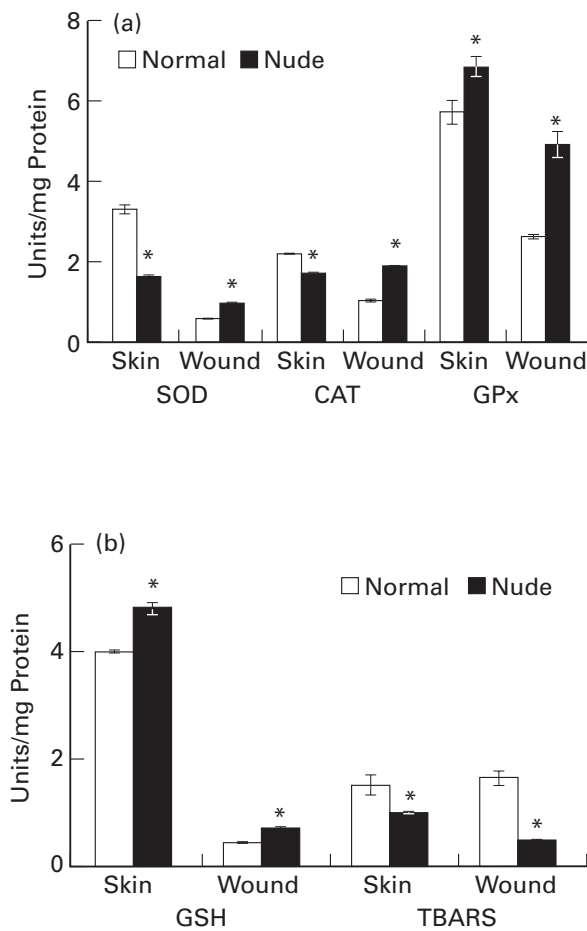 (a)
Normal Nude
Units/mg Protein
8
6
4
2
0
* * * * * *
Skin Wound Skin Wound Skin Wound
SOD CAT GPx
(b)
Normal Nude
Units/mg Protein
6
4
2
0
* * * *
Skin Wound Skin Wound
GSH TBARS